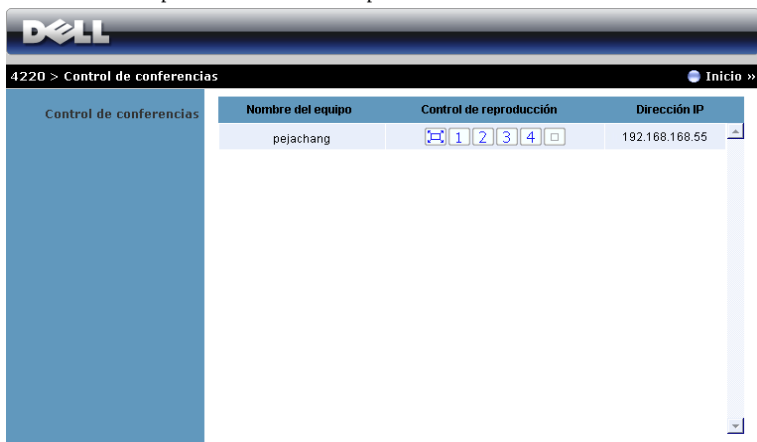 DELL
4220 > Control de conferencias
Inicio »
Control de conferencias
Nombre del equipo Control de reproducción Dirección IP
pejachang 1 2 3 4 192.168.168.55